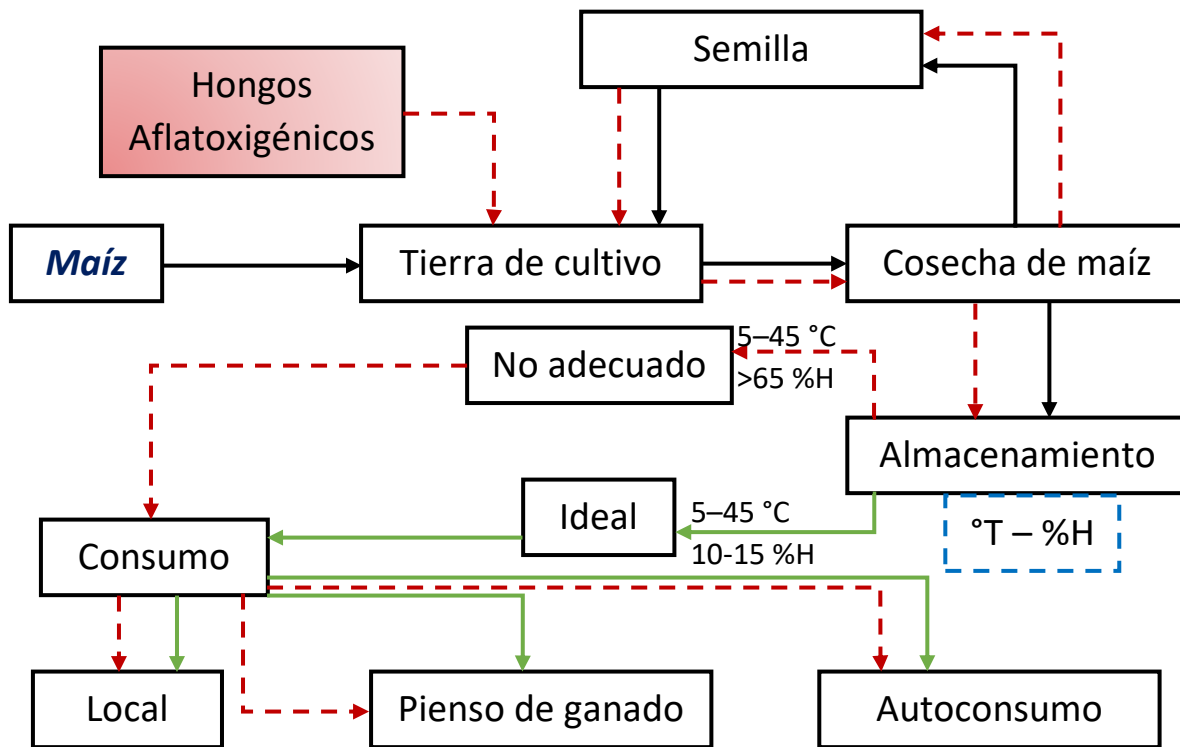 Semilla
Hongos
Aflatoxigénicos
Maíz
Tierra de cultivo
Cosecha de maíz
No adecuado
5–45 °C
>65 %H
Almacenamiento
Ideal
5–45 °C
10-15 %H
°T – %H
Consumo
Local
Pienso de ganado
Autoconsumo